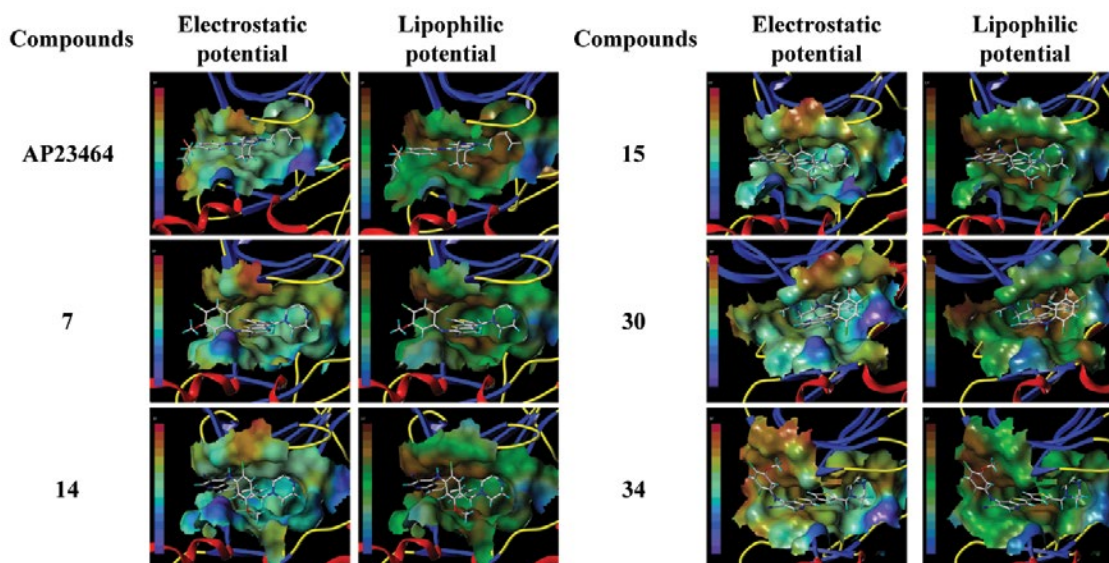 Compounds
Electrostatic
potential
Lipophilic
potential
Compounds
Electrostatic
potential
Lipophilic
potential
AP23464
15
7
30
14
34